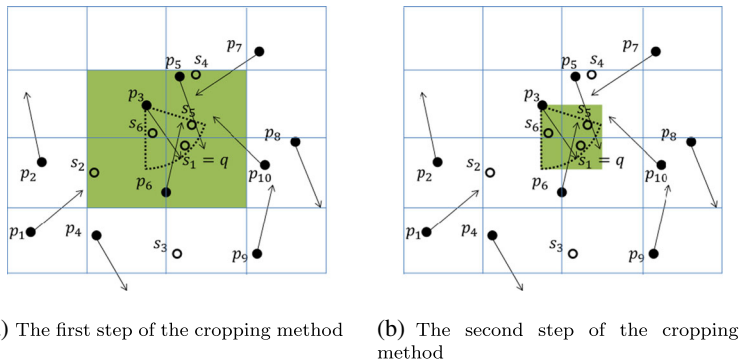 p7
s4
p5
p3
s5
s6
s1 = q
p8
p2
s2
p6
p10
p1
p4
s3
p9
) The first step of the cropping method
p7
s4
p5
p3
s5
s6
s1 = q
p8
p2
s2
p6
p10
p1
p4
s3
p9
(b) The second step of the cropping
method